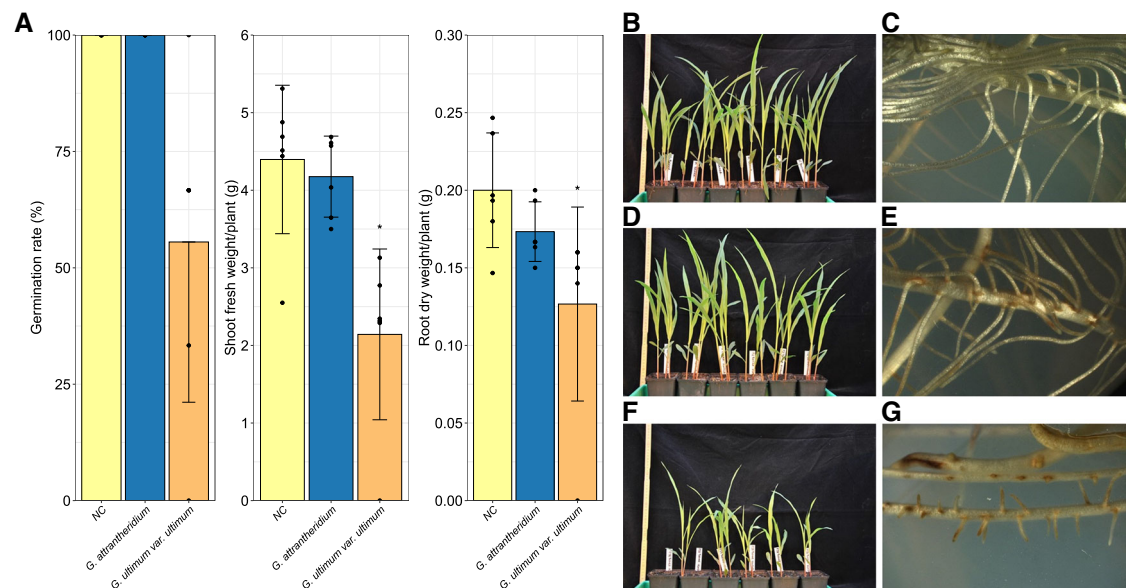 A
Germination rate (%)
100
75
50
25
0
NC
G. attrantheridium
G. ultimum var. ultimum
Shoot fresh weight/plant (g)
6
5
4
3
2
1
0
*
NC
G. attrantheridium
G. ultimum var. ultimum
Root dry weight/plant (g)
0.30
0.25
0.20
0.15
0.10
0.05
0.00
*
NC
G. attrantheridium
G. ultimum var. ultimum
B
C
D
E
F
G